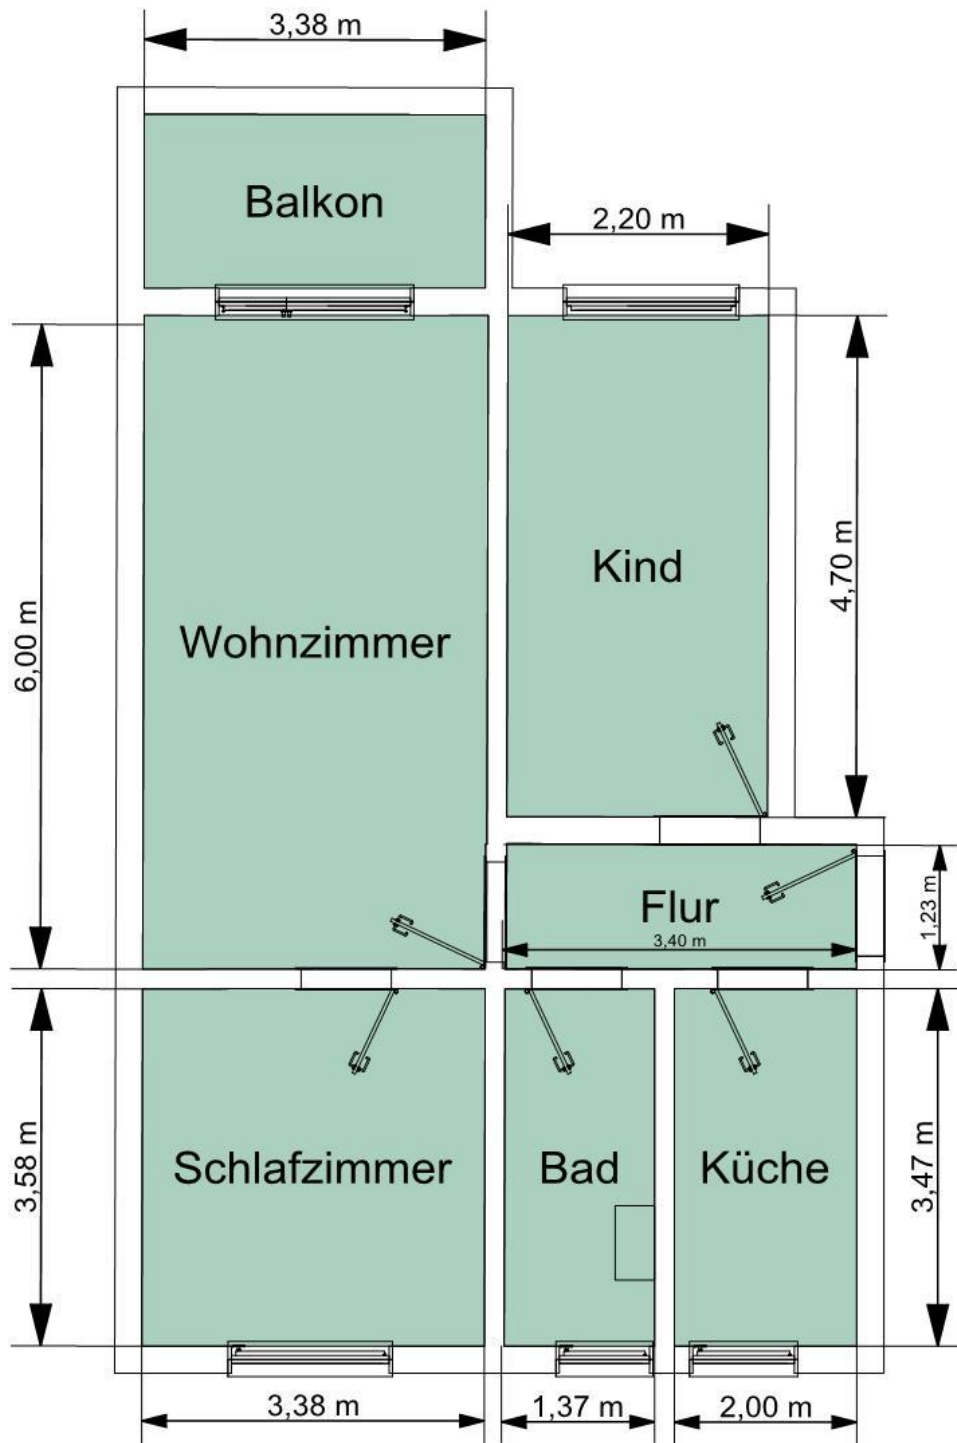 3,38 m
Balkon
2,20 m
Kind
4,70 m
6,00 m
Wohnzimmer
Flur
3,40 m
1,23 m
Schlafzimmer
Bad
Küche
3,58 m
3,47 m
3,38 m
1,37 m
2,00 m